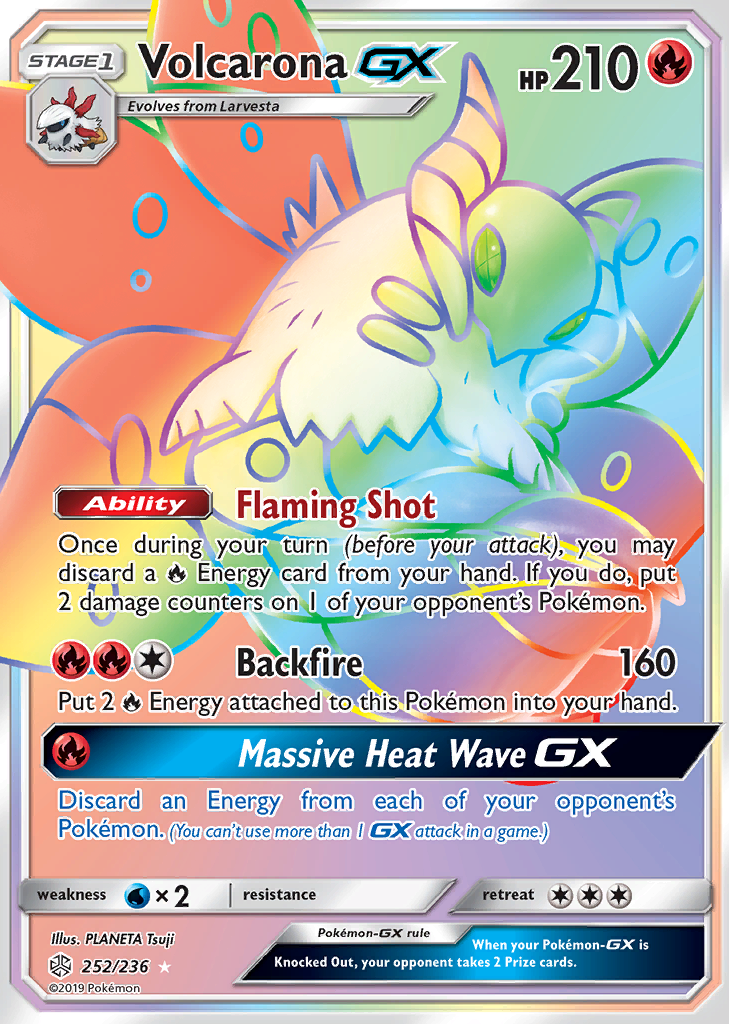 STAGE 1 Volcarona GX HP 210
Evolves from Larvesta
Ability Flaming Shot
Once during your turn (before your attack), you may
discard a Energy card from your hand. If you do, put
2 damage counters on 1 of your opponent's Pokémon.
Backfire 160
Put 2 Energy attached to this Pokémon into your hand.
Massive Heat Wave GX
Discard an Energy from each of your opponent's
Pokémon. (You can't use more than 1 GX attack in a game.)
weakness × 2 resistance retreat
Illus. PLANETA Tsuji
Pokémon-GX rule
When your Pokémon-GX is
Knocked Out, your opponent takes 2 Prize cards.
252/236
©2019 Pokémon